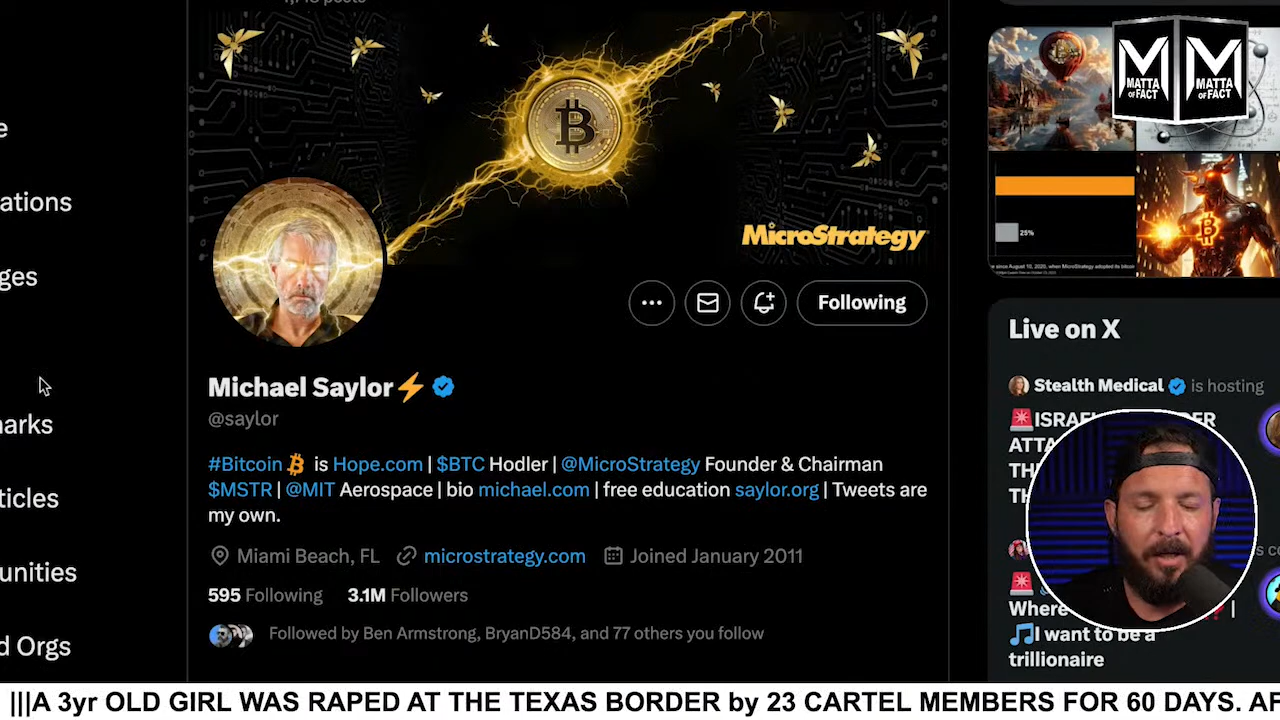 e
ations
ges
arks
ticles
unities
d Orgs
MicroStrategy
Following
Michael Saylor⚡
@saylor
#Bitcoin is Hope.com | $BTC Hodler | @MicroStrategy Founder & Chairman
$MSTR | @MIT Aerospace | bio michael.com | free education saylor.org | Tweets are
my own.
Miami Beach, FL microstrategy.com Joined January 2011
595 Following 3.1M Followers
Followed by Ben Armstrong, BryanD584, and 77 others you follow
MATTA
OF FACT
MATTA
OF FACT
25%
Live on X
Stealth Medical is hosting
🚨ISRAEL
ATTA
TH
TH
🚨
Where |
🎵I want to be a
trillionaire
|||A 3yr OLD GIRL WAS RAPED AT THE TEXAS BORDER by 23 CARTEL MEMBERS FOR 60 DAYS. AF